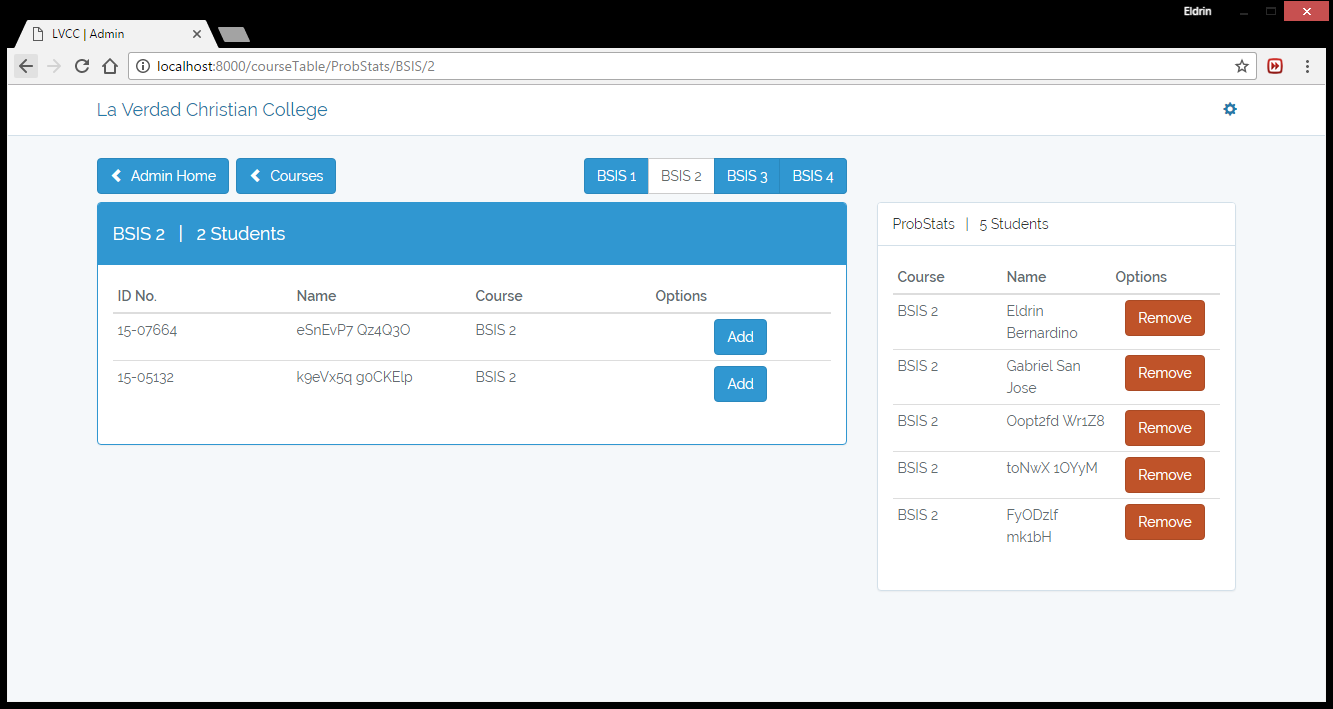 Eldrin
LVCC | Admin
localhost:8000/courseTable/ProbStats/BSIS/2
La Verdad Christian College
Admin Home Courses BSIS 1 BSIS 2 BSIS 3 BSIS 4
BSIS 2 | 2 Students
ID No. Name Course Options
15-07664 eSnEvP7 Qz4Q3O BSIS 2 Add
15-05132 k9eVx5q g0CKElp BSIS 2 Add
ProbStats | 5 Students
Course Name Options
BSIS 2 Eldrin Remove
Bernardino
BSIS 2 Gabriel San Remove
Jose
BSIS 2 Oopt2fd Wr1Z8 Remove
BSIS 2 toNwX 1OYyM Remove
BSIS 2 FyODzlf Remove
mk1bH